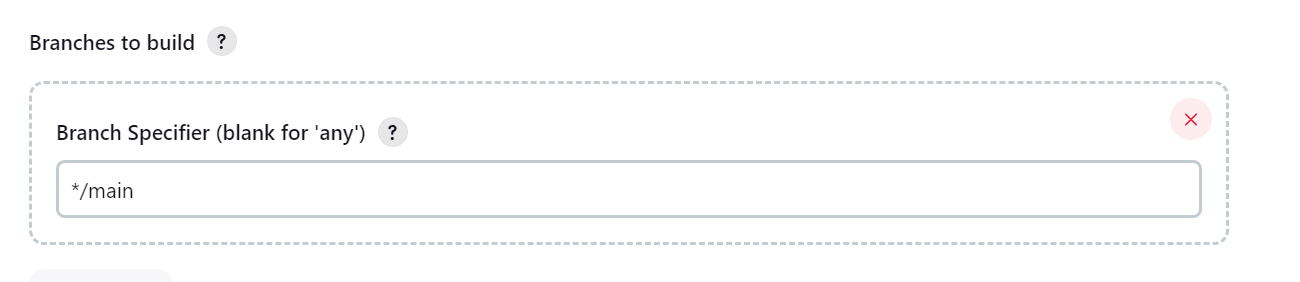 Branches to build ?
Branch Specifier (blank for 'any') ?
*/main